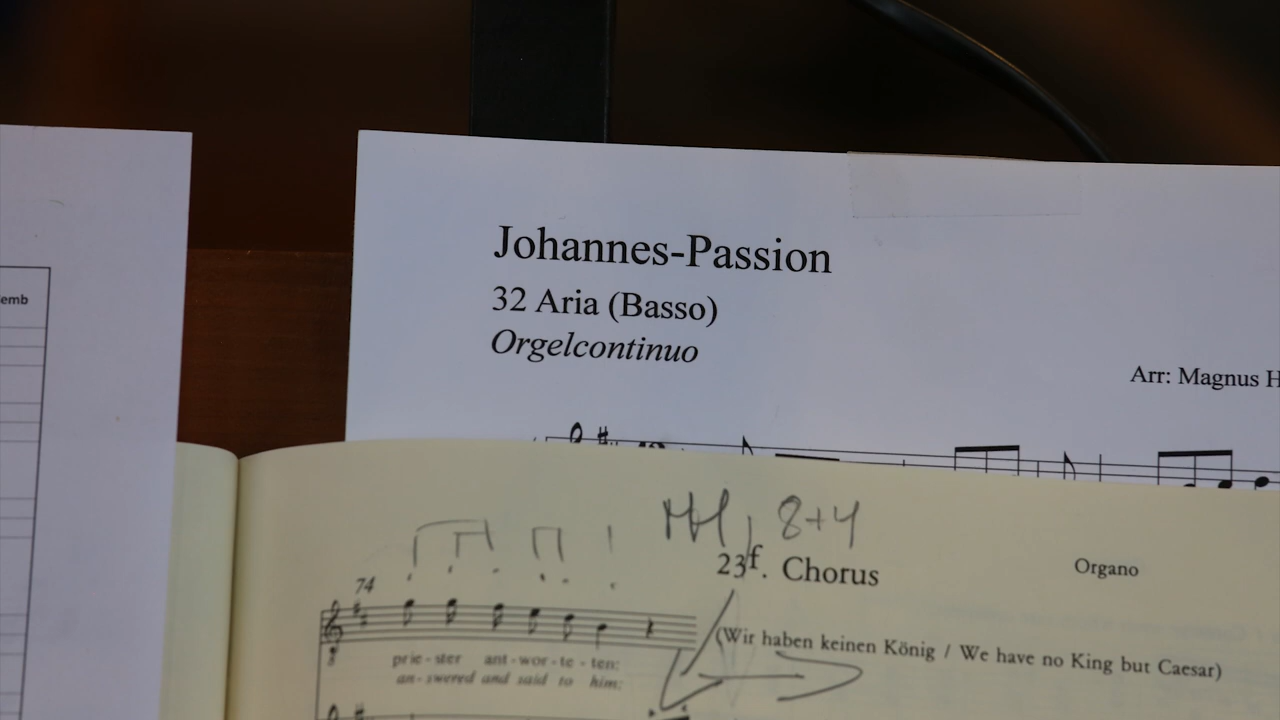 emb
Johannes-Passion
32 Aria (Basso)
Orgelcontinuo
Arr: Magnus H
8+4
23f. Chorus
Organo
74
(Wir haben keinen König / We have no King but Caesar)
prie - ster ant - wor - te - ten:
an - swered and said to him: